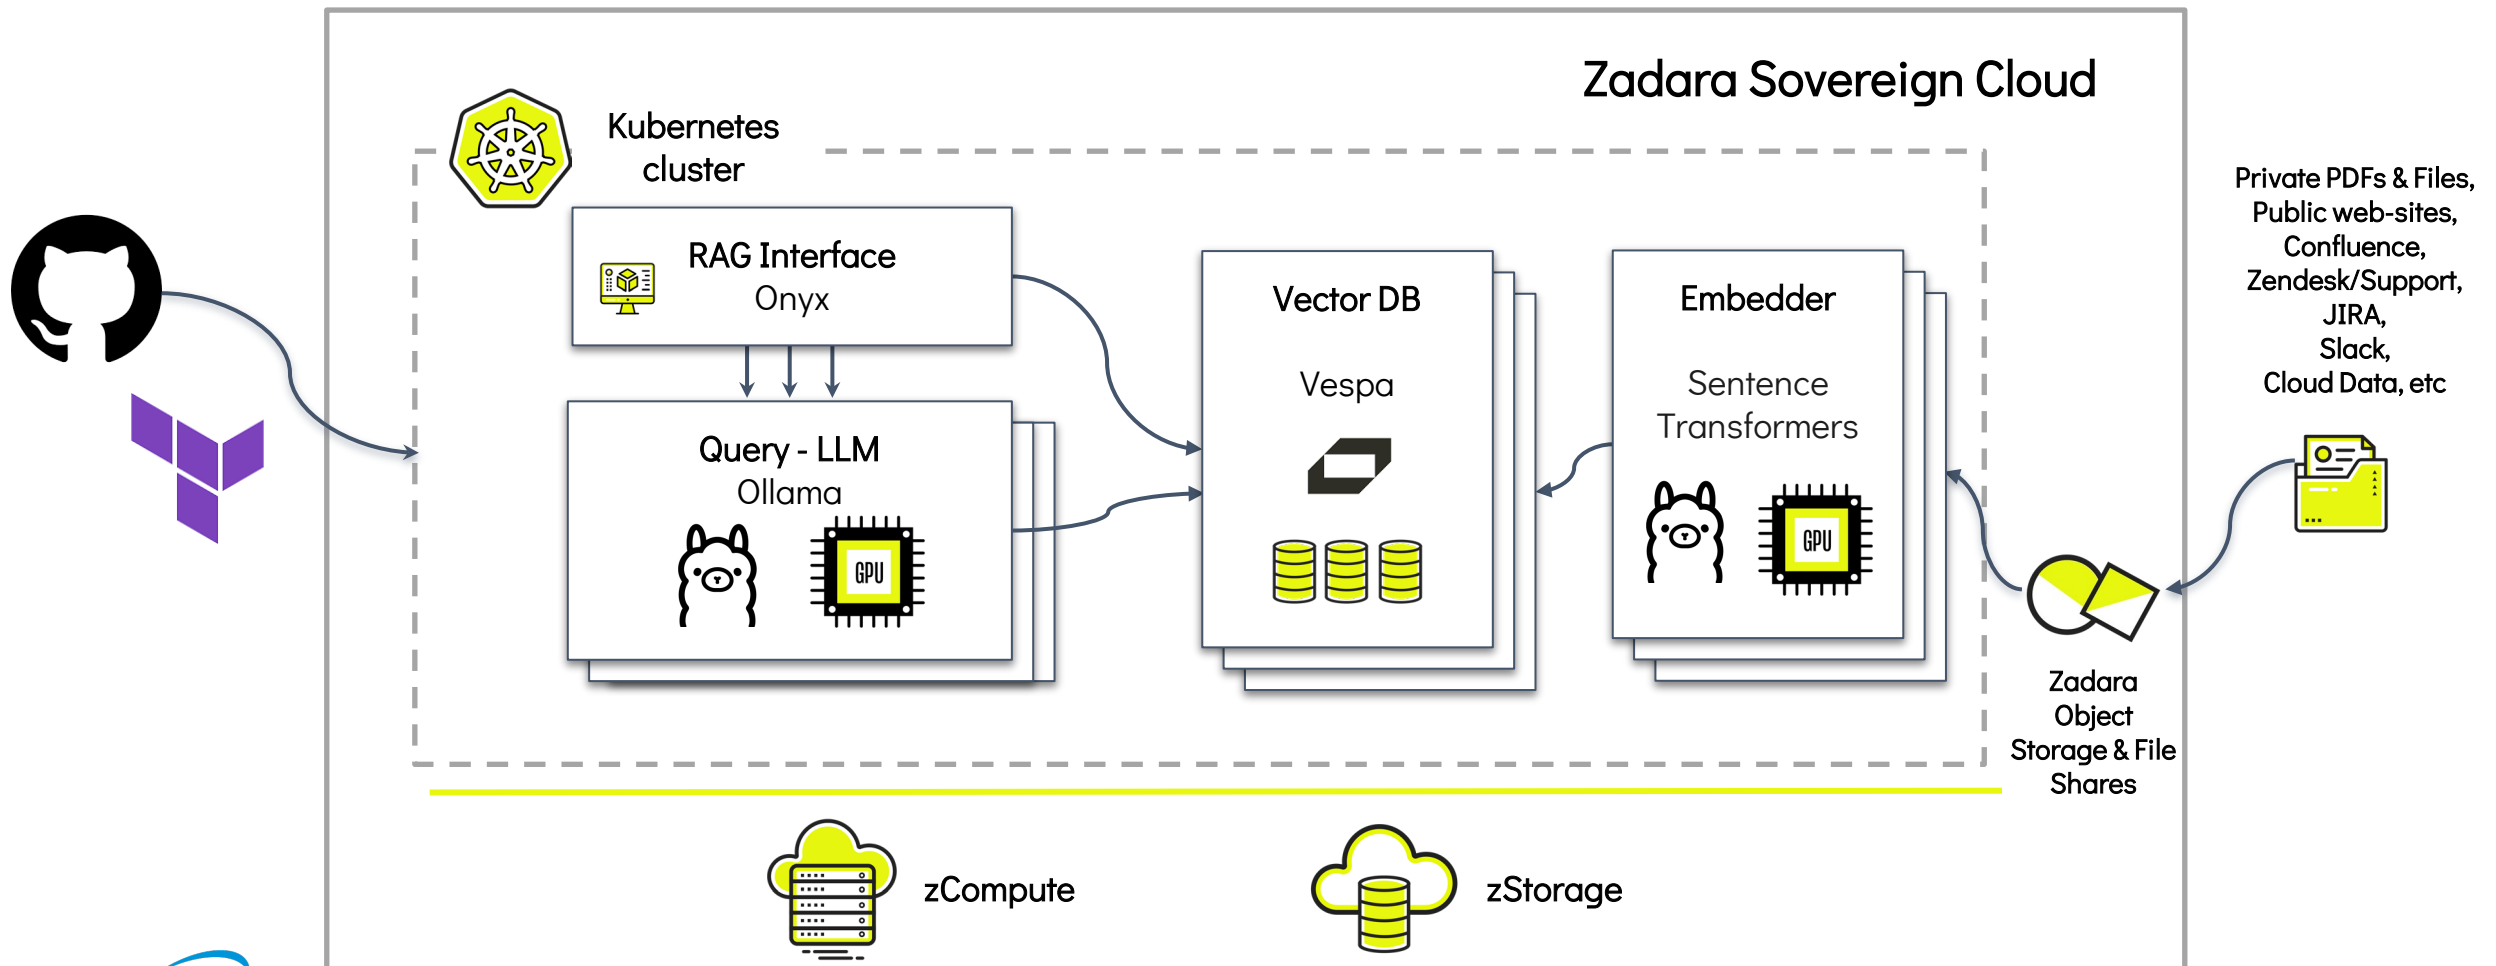 Zadara Sovereign Cloud
Kubernetes
cluster
RAG Interface
Onyx
Query - LLM
Ollama
GPU
Vector DB
Vespa
Embedder
Sentence
Transformers
GPU
Private PDFs & Files,
Public web-sites,
Confluence,
Zendesk/Support,
JIRA,
Slack,
Cloud Data, etc
Zadara
Object
Storage & File
Shares
zCompute
zStorage